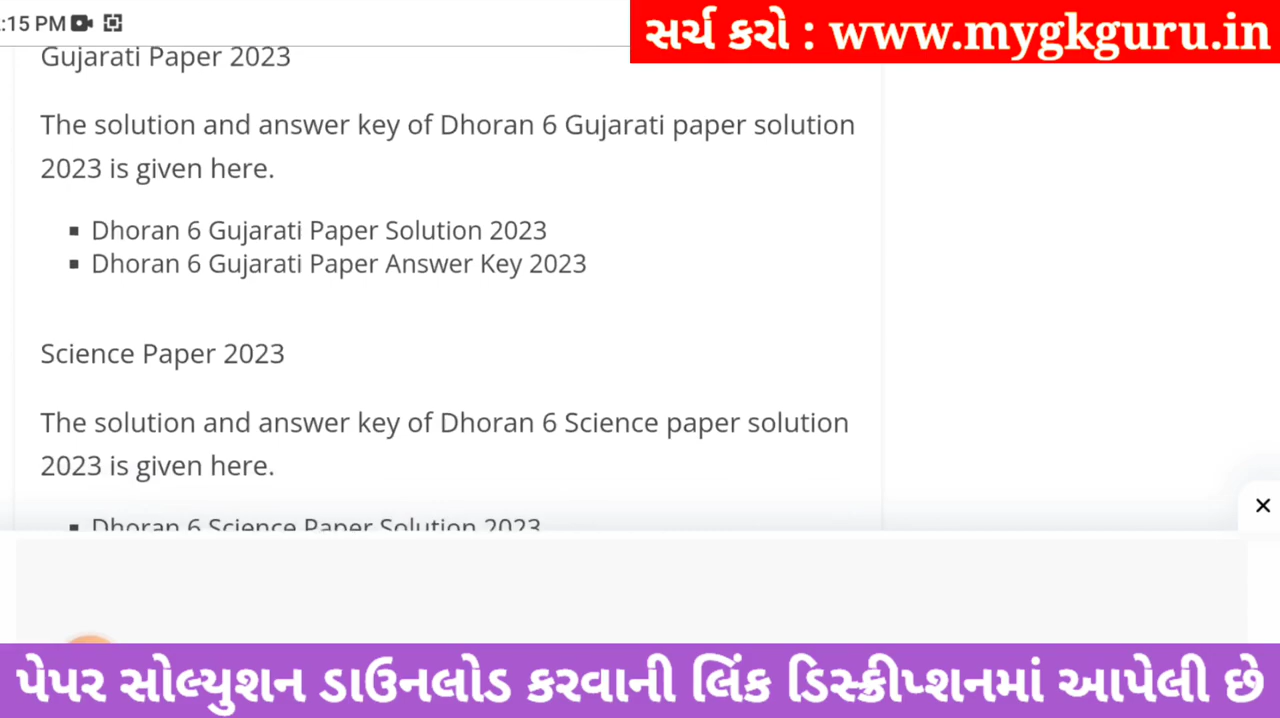 :15 PM
સર્ચ કરો : www.mygkguru.in
Gujarati Paper 2023
The solution and answer key of Dhoran 6 Gujarati paper solution
2023 is given here.
▪ Dhoran 6 Gujarati Paper Solution 2023
▪ Dhoran 6 Gujarati Paper Answer Key 2023
Science Paper 2023
The solution and answer key of Dhoran 6 Science paper solution
2023 is given here.
▪ Dhoran 6 Science Paper Solution 2023
પેપર સોલ્યુશન ડાઉનલોડ કરવાની લિંક ડિસ્ક્રીપ્શનમાં આપેલી છે